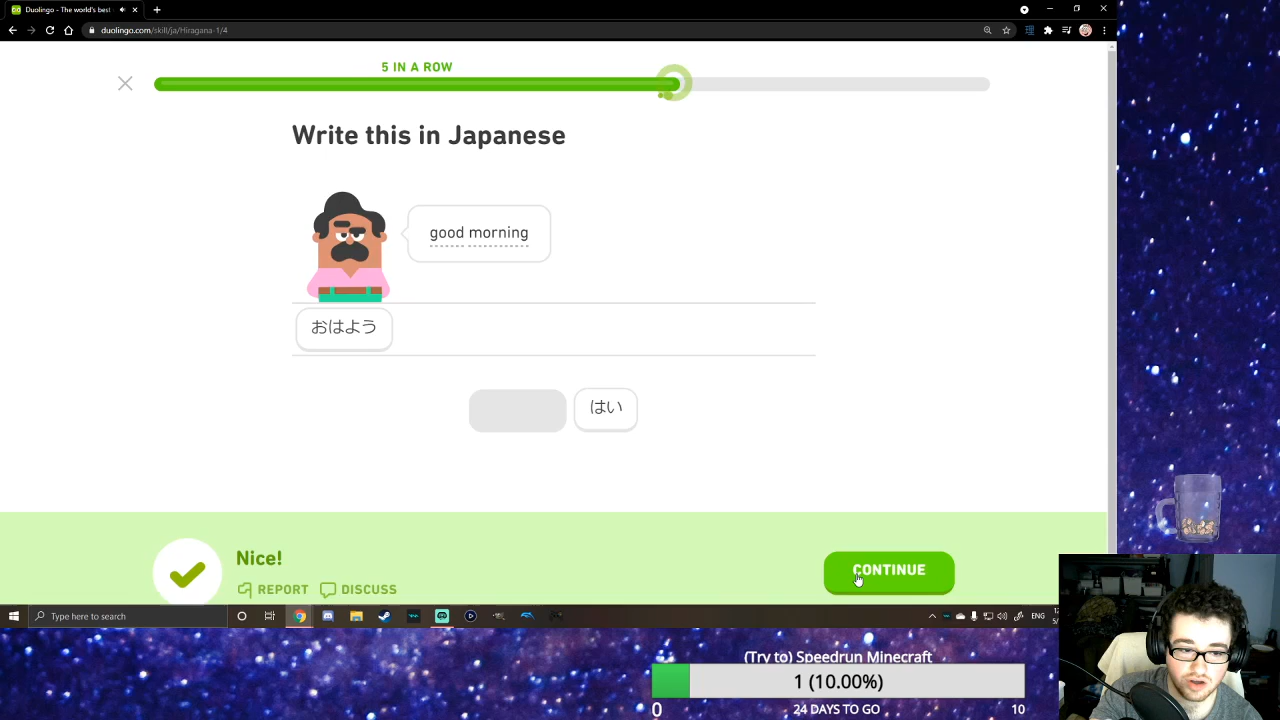 Duolingo - The world's best
duolingo.com/skill/ja/Hiragana-1/4
5 IN A ROW
Write this in Japanese
good morning
おはよう
はい
Nice!
REPORT DISCUSS
CONTINUE
Type here to search
ENG
(Try to) Speedrun Minecraft
1 (10.00%)
0 24 DAYS TO GO 10